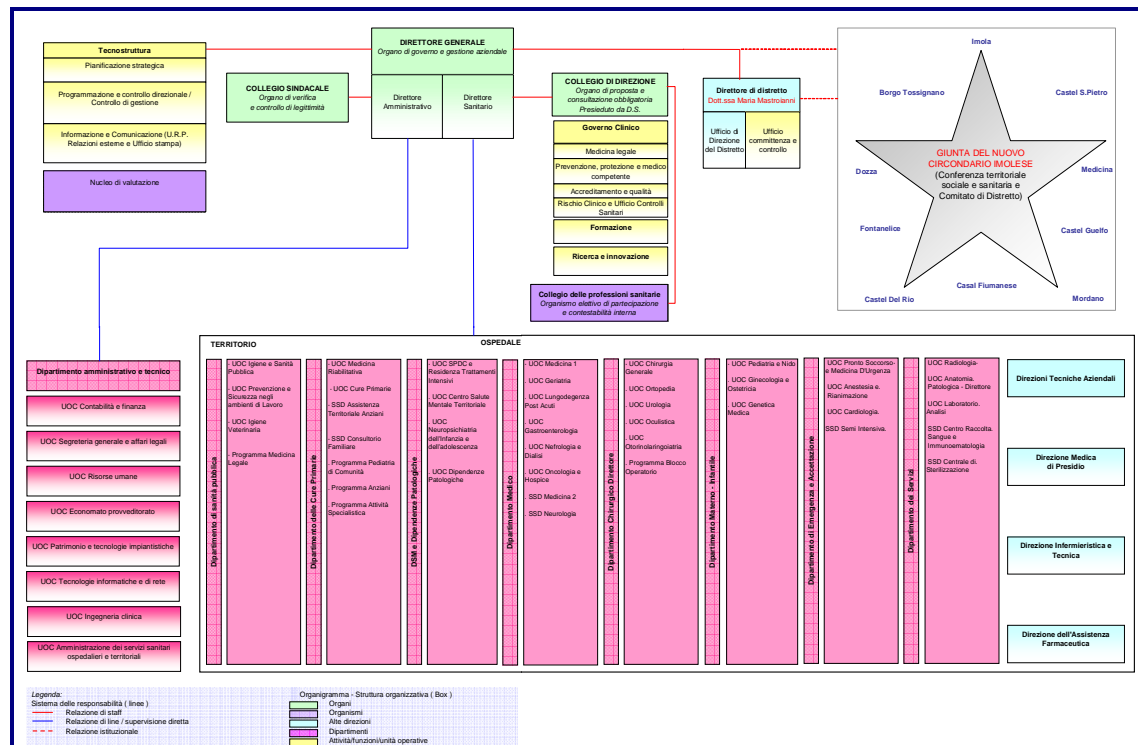 Tecnostruttura
Pianificazione strategica
Programmazione e controllo direzionale /
Controllo di gestione
Informazione e Comunicazione (U.R.P.
Relazioni esterne e Ufficio stampa)
Nucleo di valutazione
COLLEGIO SINDACALE
Organo di verifica
e controllo di legittimità
DIRETTORE GENERALE
Organo di governo e gestione aziendale
Direttore
Amministrativo
Direttore
Sanitario
COLLEGIO DI DIREZIONE
Organo di proposta e
consultazione obbligatoria
Presieduto da D.S.
Governo Clinico
Medicina legale
Prevenzione, protezione e medico
competente
Accreditamento e qualità
Rischio Clinico e Ufficio Controlli
Sanitari
Formazione
Ricerca e innovazione
Collegio delle professioni sanitarie
Organismo elettivo di partecipazione
e contestabilità interna
Direttore di distretto
Dott.ssa Maria Mastroianni
Ufficio di
Direzione
del Distretto
Ufficio
committenza e
controllo
Imola
Borgo Tossignano
Castel S.Pietro
GIUNTA DEL NUOVO
CIRCONDARIO IMOLESE
(Conferenza territoriale
sociale e sanitaria e
Comitato di Distretto)
Dozza
Medicina
Fontanelice
Castel Guelfo
Castel Del Rio
Casal Fiumanese
Mordano
Dipartimento amministrativo e tecnico
UOC Contabilità e finanza
UOC Segreteria generale e affari legali
UOC Risorse umane
UOC Economato provveditorato
UOC Patrimonio e tecnologie impiantistiche
UOC Tecnologie informatiche e di rete
UOC Ingegneria clinica
UOC Amministrazione dei servizi sanitari
ospedalieri e territoriali
TERRITORIO
OSPEDALE
Dipartimento di sanità pubblica
- UOC Igiene e Sanità
Pubblica
- UOC Prevenzione e
Sicurezza negli
ambienti di Lavoro
- UOC Igiene
Veterinaria
- Programma Medicina
Legale
Dipartimento delle Cure Primarie
- UOC Medicina
Riabilitativa
- UOC Cure Primarie
- SSD Assistenza
Territoriale Anziani
- SSD Consultorio
Familiare
. Programma Pediatria
di Comunità
. Programma Anziani
. Programma Attività
Specialistica
DSM e Dipendenze Patologiche
- UOC SPDC e
Residenza Trattamenti
Intensivi
- UOC Centro Salute
Mentale Territoriale
. UOC
Neuropsichiatria
dell'Infanzia e
dell'adolescenza
. UOC Dipendenze
Patologiche
Dipartimento Medico
- UOC Medicina 1
. UOC Geriatria
. UOC Lungodegenza
Post Acuti
. UOC
Gastroenterologia
. UOC Nefrologia e
Dialisi
. UOC Oncologia e
Hospice
. SSD Medicina 2
. SSD Neurologia
Dipartimento Chirurgico Direttore
. UOC Chirurgia
Generale
. UOC Ortopedia
. UOC Urologia
. UOC Oculistica
. UOC
Otorinolaringoiatria
. Programma Blocco
Operatorio
Dipartimento Materno - Infantile
- UOC Pediatria e Nido
. UOC Ginecologia e
Ostetricia
. UOC Genetica
Medica
Dipartimento di Emergenza e Accettazione
UOC Pronto Soccorso-
e Medicina D'Urgenza
UOC Anestesia e.
Rianimazione
UOC Cardiologia.
SSD Semi Intensiva.
Dipartimento dei Servizi
UOC Radiologia-
UOC Anatomia.
Patologica - Direttore
UOC Laboratorio.
Analisi
SSD Centro Raccolta.
Sangue e
Immunoematologia
SSD Centrale di-
Sterilizzazione
Direzioni Tecniche Aziendali
Direzione Medica
di Presidio
Direzione Infermieristica e
Tecnica
Direzione dell'Assistenza
Farmaceutica
Legenda:
Sistema delle responsabilità ( linee )
Relazione di staff
Relazione di line / supervisione diretta
Relazione istituzionale
Organigramma - Struttura organizzativa ( Box )
Organi
Organismi
Alte direzioni
Dipartimenti
Attività/funzioni/unità operative